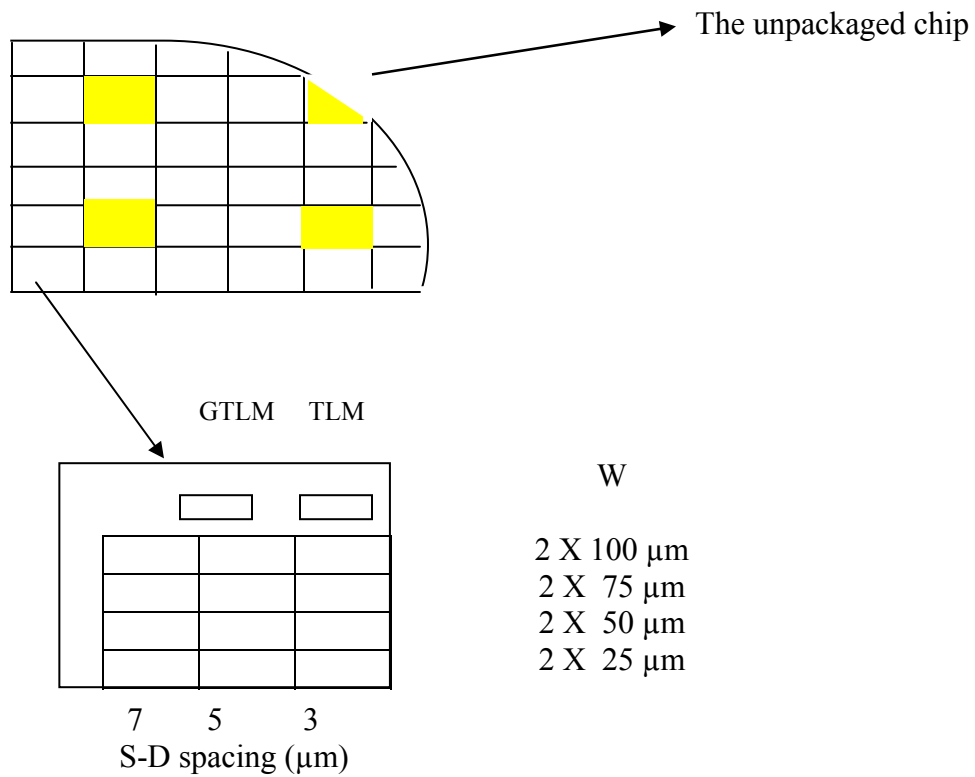 The unpackaged chip
GTLM TLM
W
2 X 100 µm
2 X 75 µm
2 X 50 µm
2 X 25 µm
7 5 3
S-D spacing (µm)